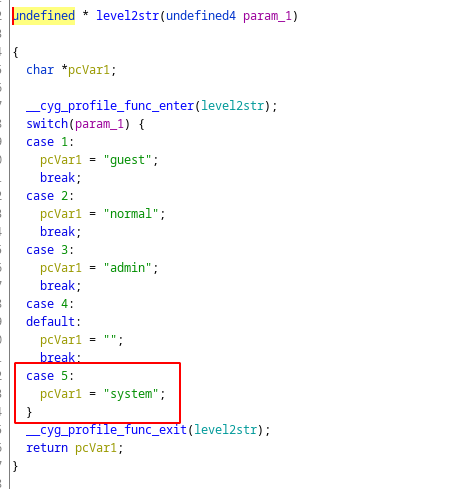 undefined * level2str(undefined4 param_1)
{
char *pcVar1;
__cyg_profile_func_enter(level2str);
switch(param_1) {
case 1:
pcVar1 = "guest";
break;
case 2:
pcVar1 = "normal";
break;
case 3:
pcVar1 = "admin";
break;
case 4:
default:
pcVar1 = "";
break;
case 5:
pcVar1 = "system";
}
__cyg_profile_func_exit(level2str);
return pcVar1;
}